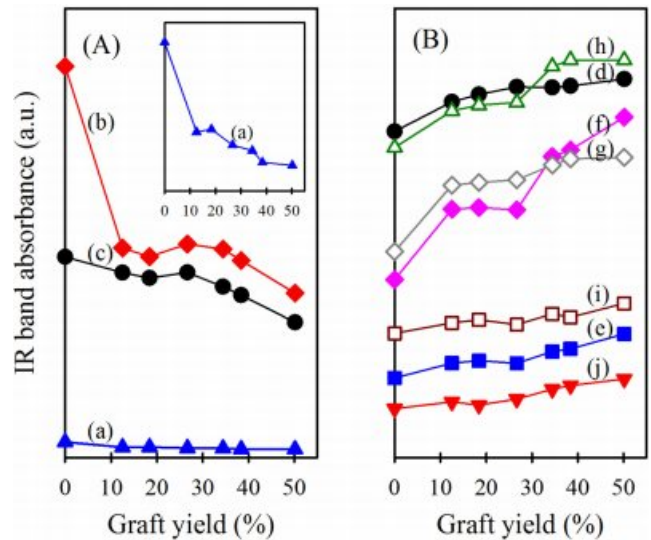 IR band absorbance (a.u.)
(A)
(b)
(c)
(a)
(a)
0 10 20 30 40 50
0 10 20 30 40 50
Graft yield (%)
(B)
(h)
(d)
(f)
(g)
(i)
(e)
(j)
0 10 20 30 40 50
Graft yield (%)